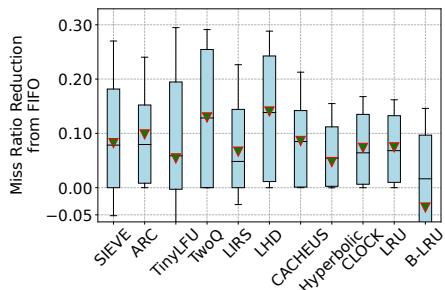 Miss Ratio Reduction
from FIFO
0.30
0.20
0.10
0.00
−0.05
SIEVE
ARC
TinyLFU
TwoQ
LIRS
LHD
CACHEUS
Hyperbolic
CLOCK
LRU
B-LRU